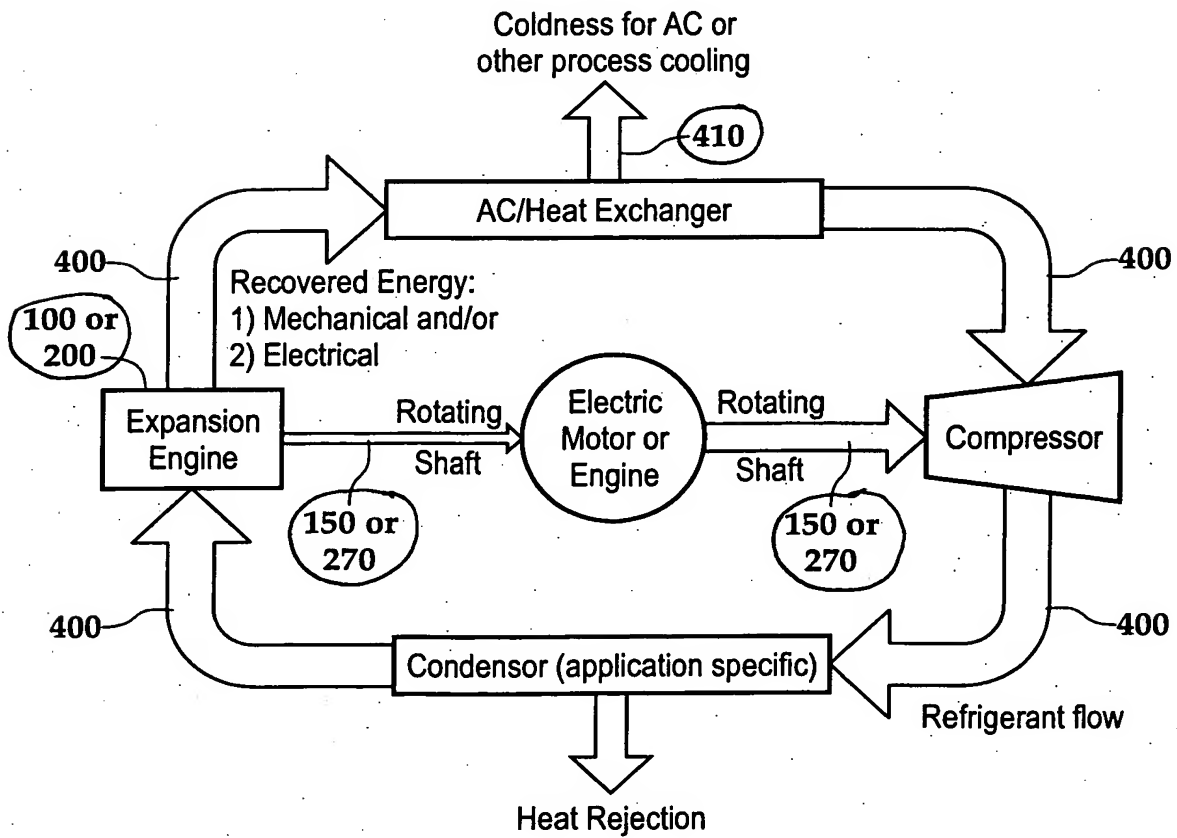 Coldness for AC or
other process cooling
410
AC/Heat Exchanger
400
400
Recovered Energy:
1) Mechanical and/or
2) Electrical
100 or
200
Expansion
Engine
Rotating
Shaft
Electric
Motor or
Engine
Rotating
Shaft
Compressor
150 or
270
150 or
270
400
400
Condensor (application specific)
Refrigerant flow
Heat Rejection